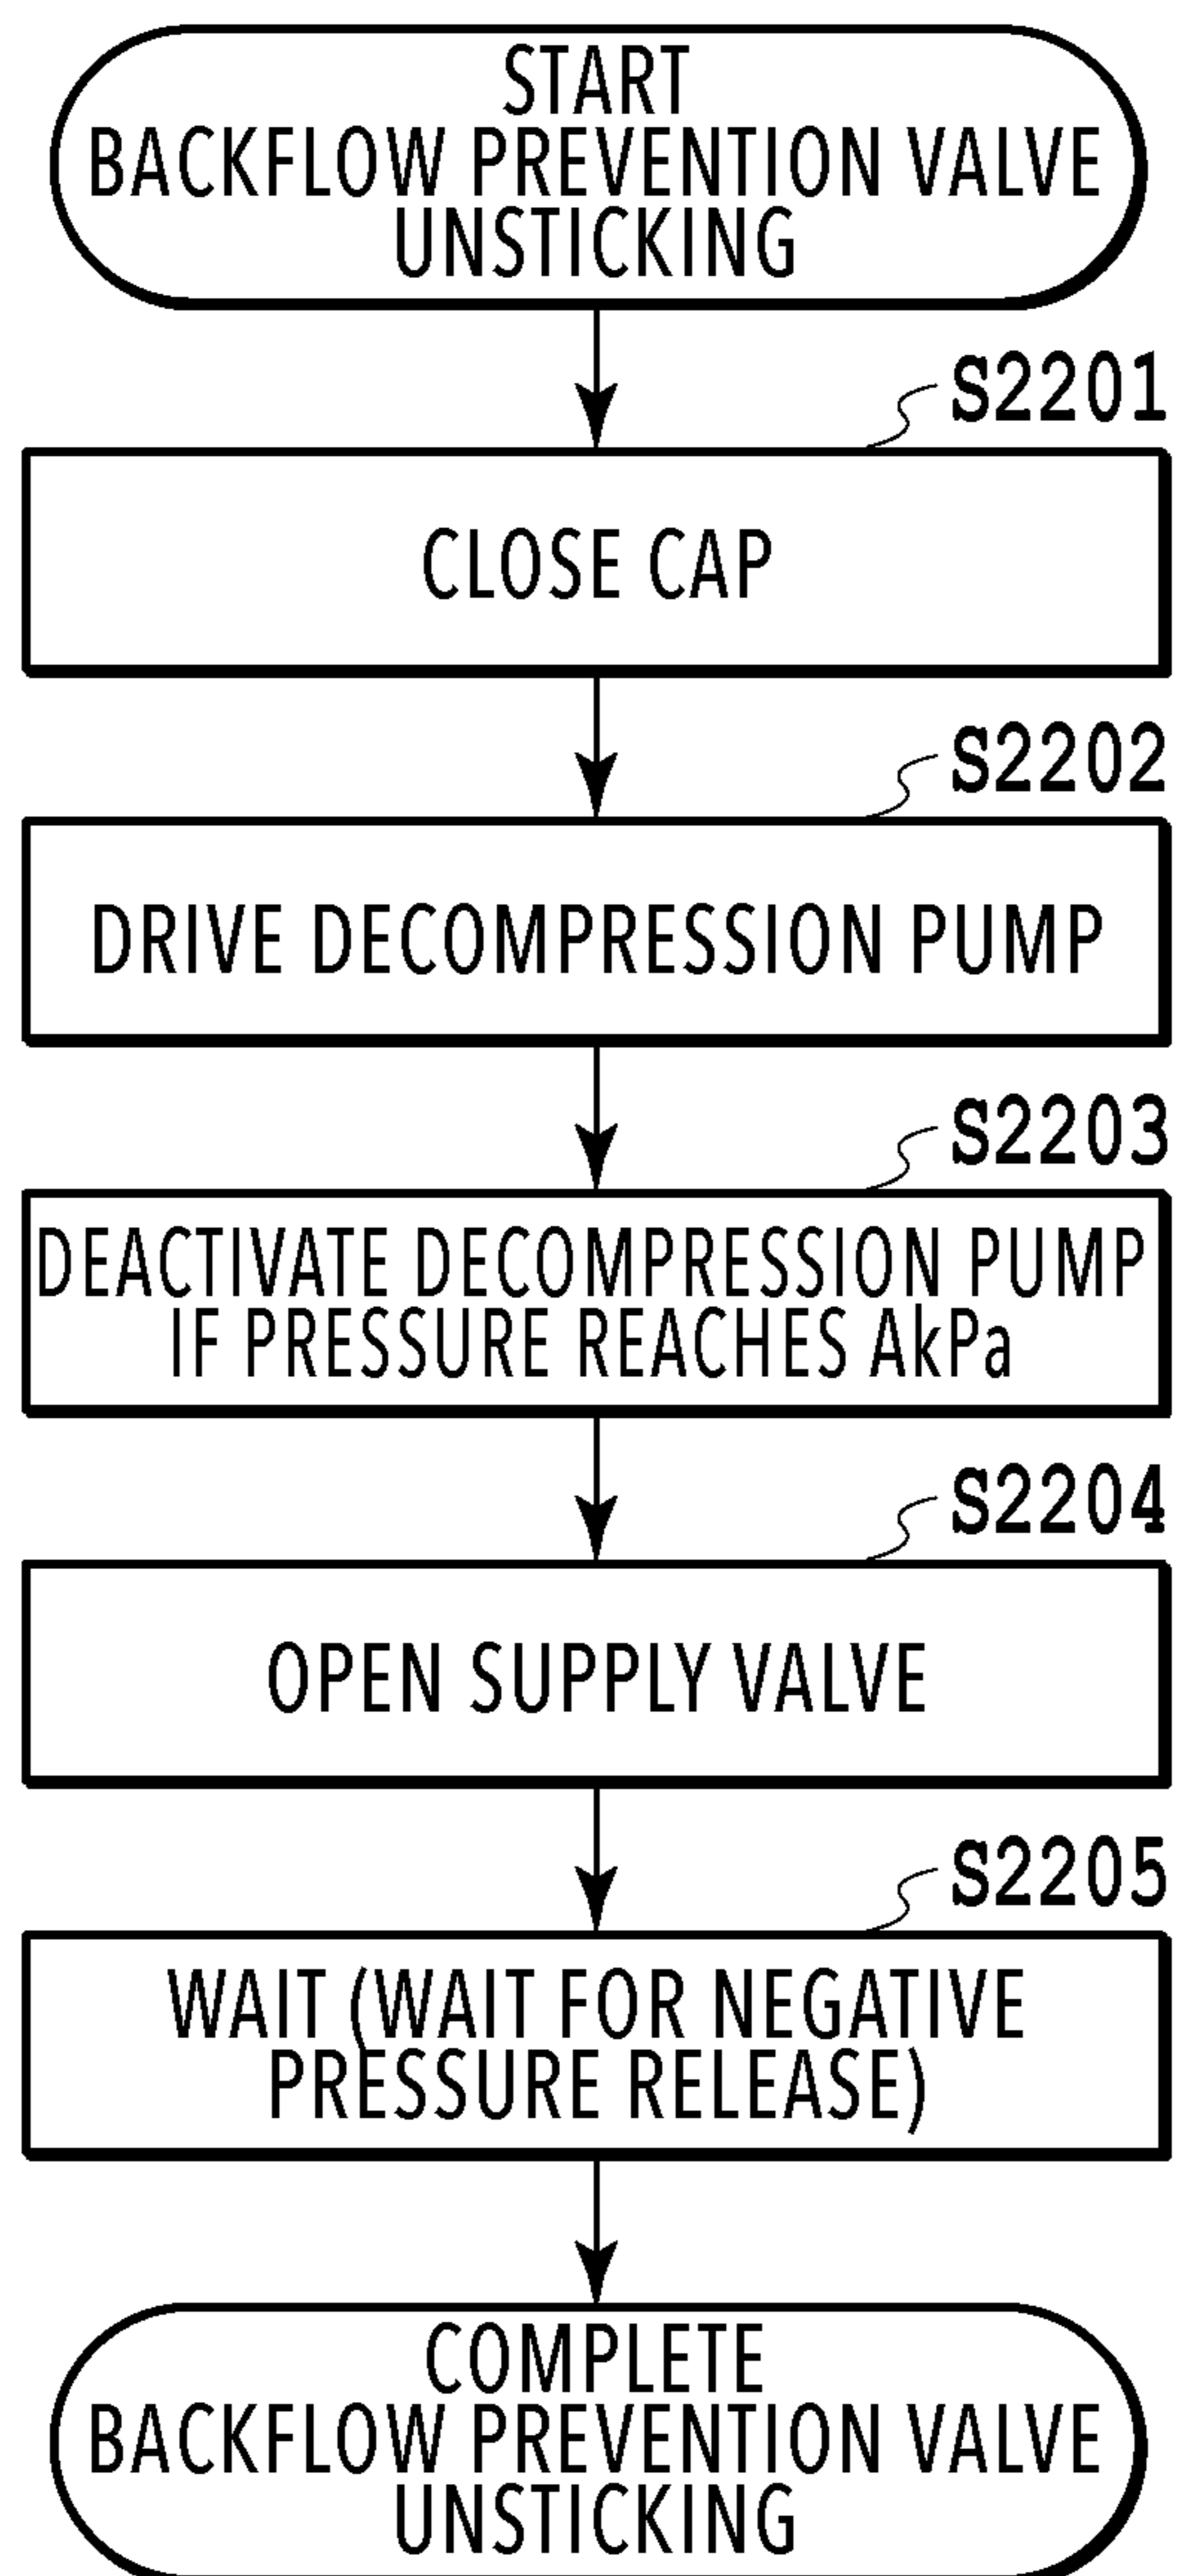 START
BACKFLOW PREVENTION VALVE
UNSTICKING
S2201
CLOSE CAP
S2202
DRIVE DECOMPRESSION PUMP
S2203
DEACTIVATE DECOMPRESSION PUMP
IF PRESSURE REACHES AkPa
S2204
OPEN SUPPLY VALVE
S2205
WAIT (WAIT FOR NEGATIVE
PRESSURE RELEASE)
COMPLETE
BACKFLOW PREVENTION VALVE
UNSTICKING